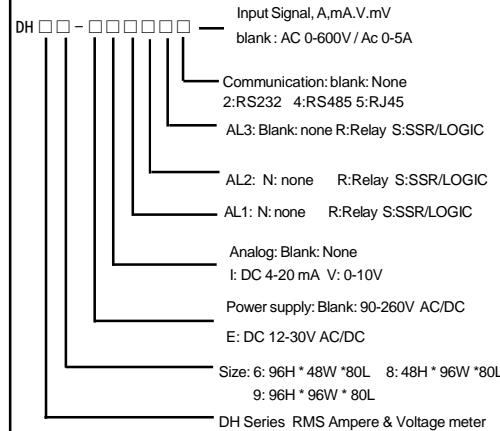 Input Signal, A,mA.V.mV
DH □□-□□□□□□
blank : AC 0-600V / Ac 0-5A
Communication: blank: None
2:RS232 4:RS485 5:RJ45
AL3: Blank: none R:Relay S:SSR/LOGIC
AL2: N: none R:Relay S:SSR/LOGIC
AL1: N: none R:Relay S:SSR/LOGIC
Analog: Blank: None
I: DC 4-20 mA V: 0-10V
Power supply: Blank: 90-260V AC/DC
E: DC 12-30V AC/DC
Size: 6: 96H * 48W *80L 8: 48H * 96W *80L
9: 96H * 96W * 80L
DH Series RMS Ampere & Voltage meter